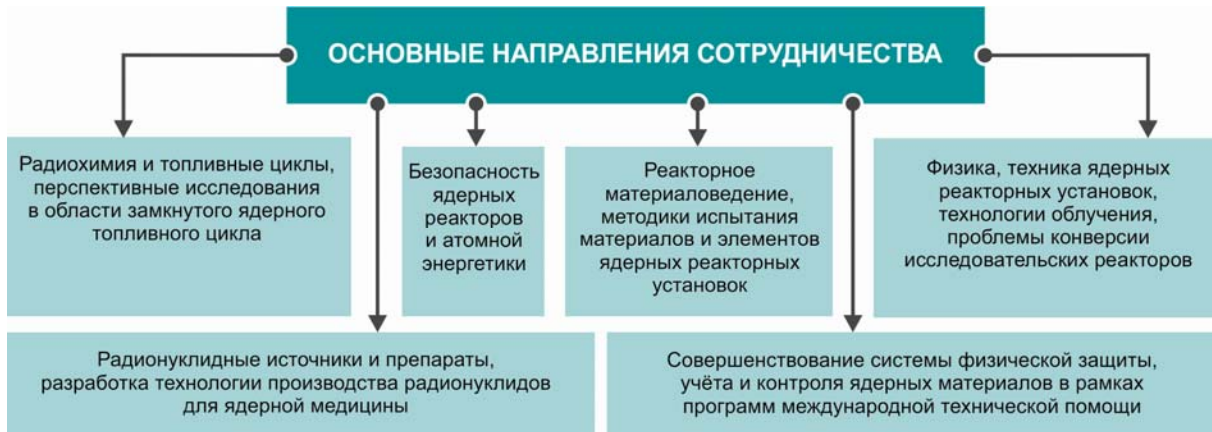 ОСНОВНЫЕ НАПРАВЛЕНИЯ СОТРУДНИЧЕСТВА
Радиохимия и топливные циклы,
перспективные исследования
в области замкнутого ядерного
топливного цикла
Безопасность
ядерных
реакторов
и атомной
энергетики
Реакторное
материаловедение,
методики испытания
материалов и элементов
ядерных реакторных
установок
Физика, техника ядерных
реакторных установок,
технологии облучения,
проблемы конверсии
исследовательских реакторов
Радионуклидные источники и препараты,
разработка технологии производства радионуклидов
для ядерной медицины
Совершенствование системы физической защиты,
учёта и контроля ядерных материалов в рамках
программ международной технической помощи